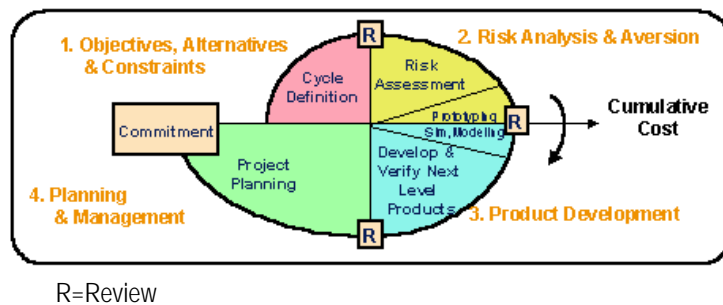 R
1. Objectives, Alternatives
& Constraints
2. Risk Analysis & Aversion
Cycle
Definition
Risk
Assessment
Prototyping
Commitment
R
Cumulative
Cost
Sim, Modeling
Project
Planning
Develop &
Verify Next
Level
Products
4. Planning
& Management
3. Product Development
R
R=Review